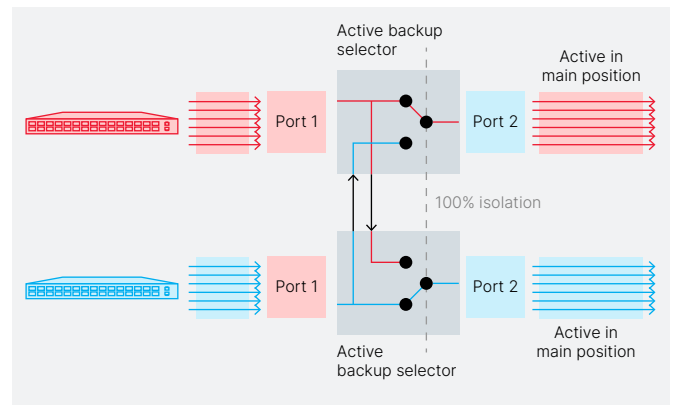 Active backup
selector
Active in
main position
Port 1
Port 2
100% isolation
Port 1
Port 2
Active in
main position
Active
backup selector